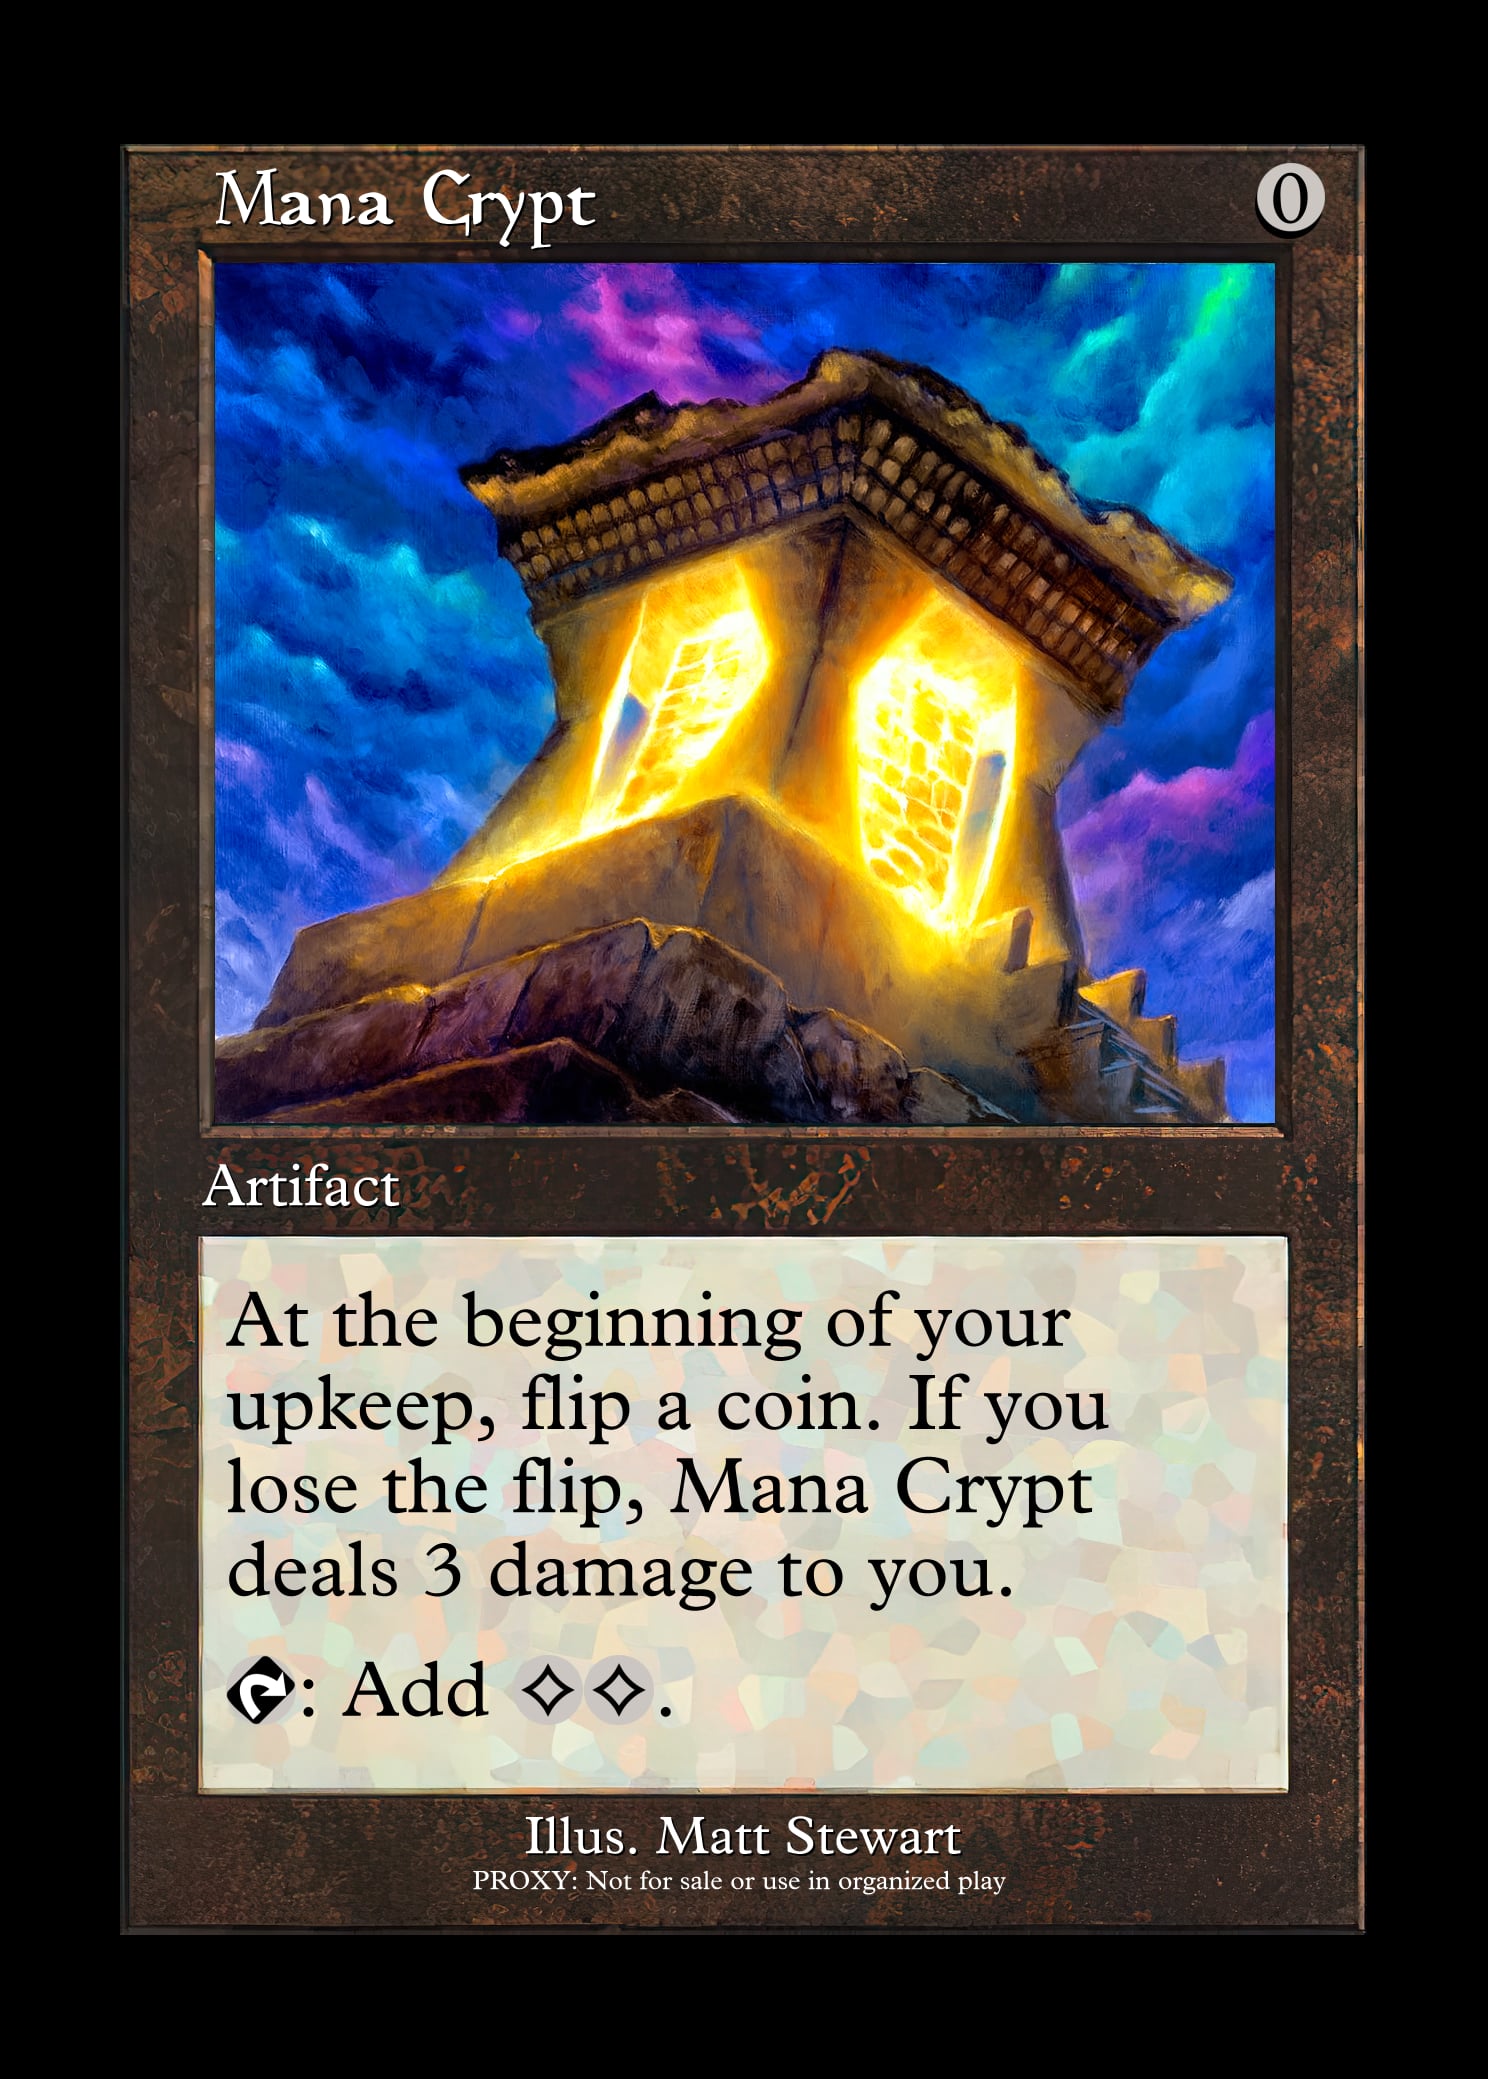 Mana Crypt
0
Artifact
At the beginning of your
upkeep, flip a coin. If you
lose the flip, Mana Crypt
deals 3 damage to you.
: Add .
Illus. Matt Stewart
PROXY: Not for sale or use in organized play